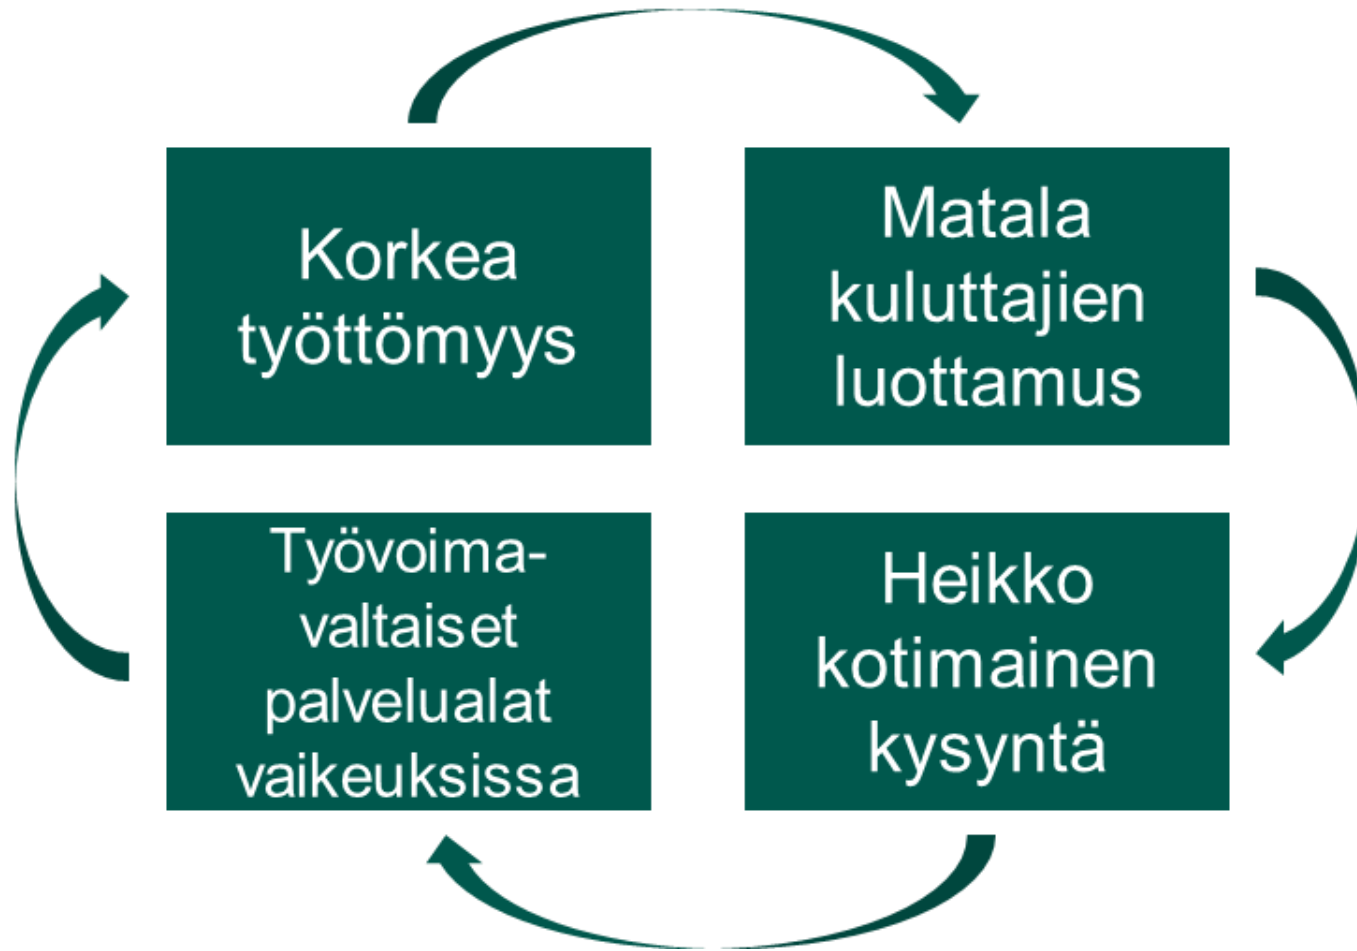 Korkea
työttömyys
Matala
kuluttajien
luottamus
Työvoima-
valtaiset
palvelualat
vaikeuksissa
Heikko
kotimainen
kysyntä